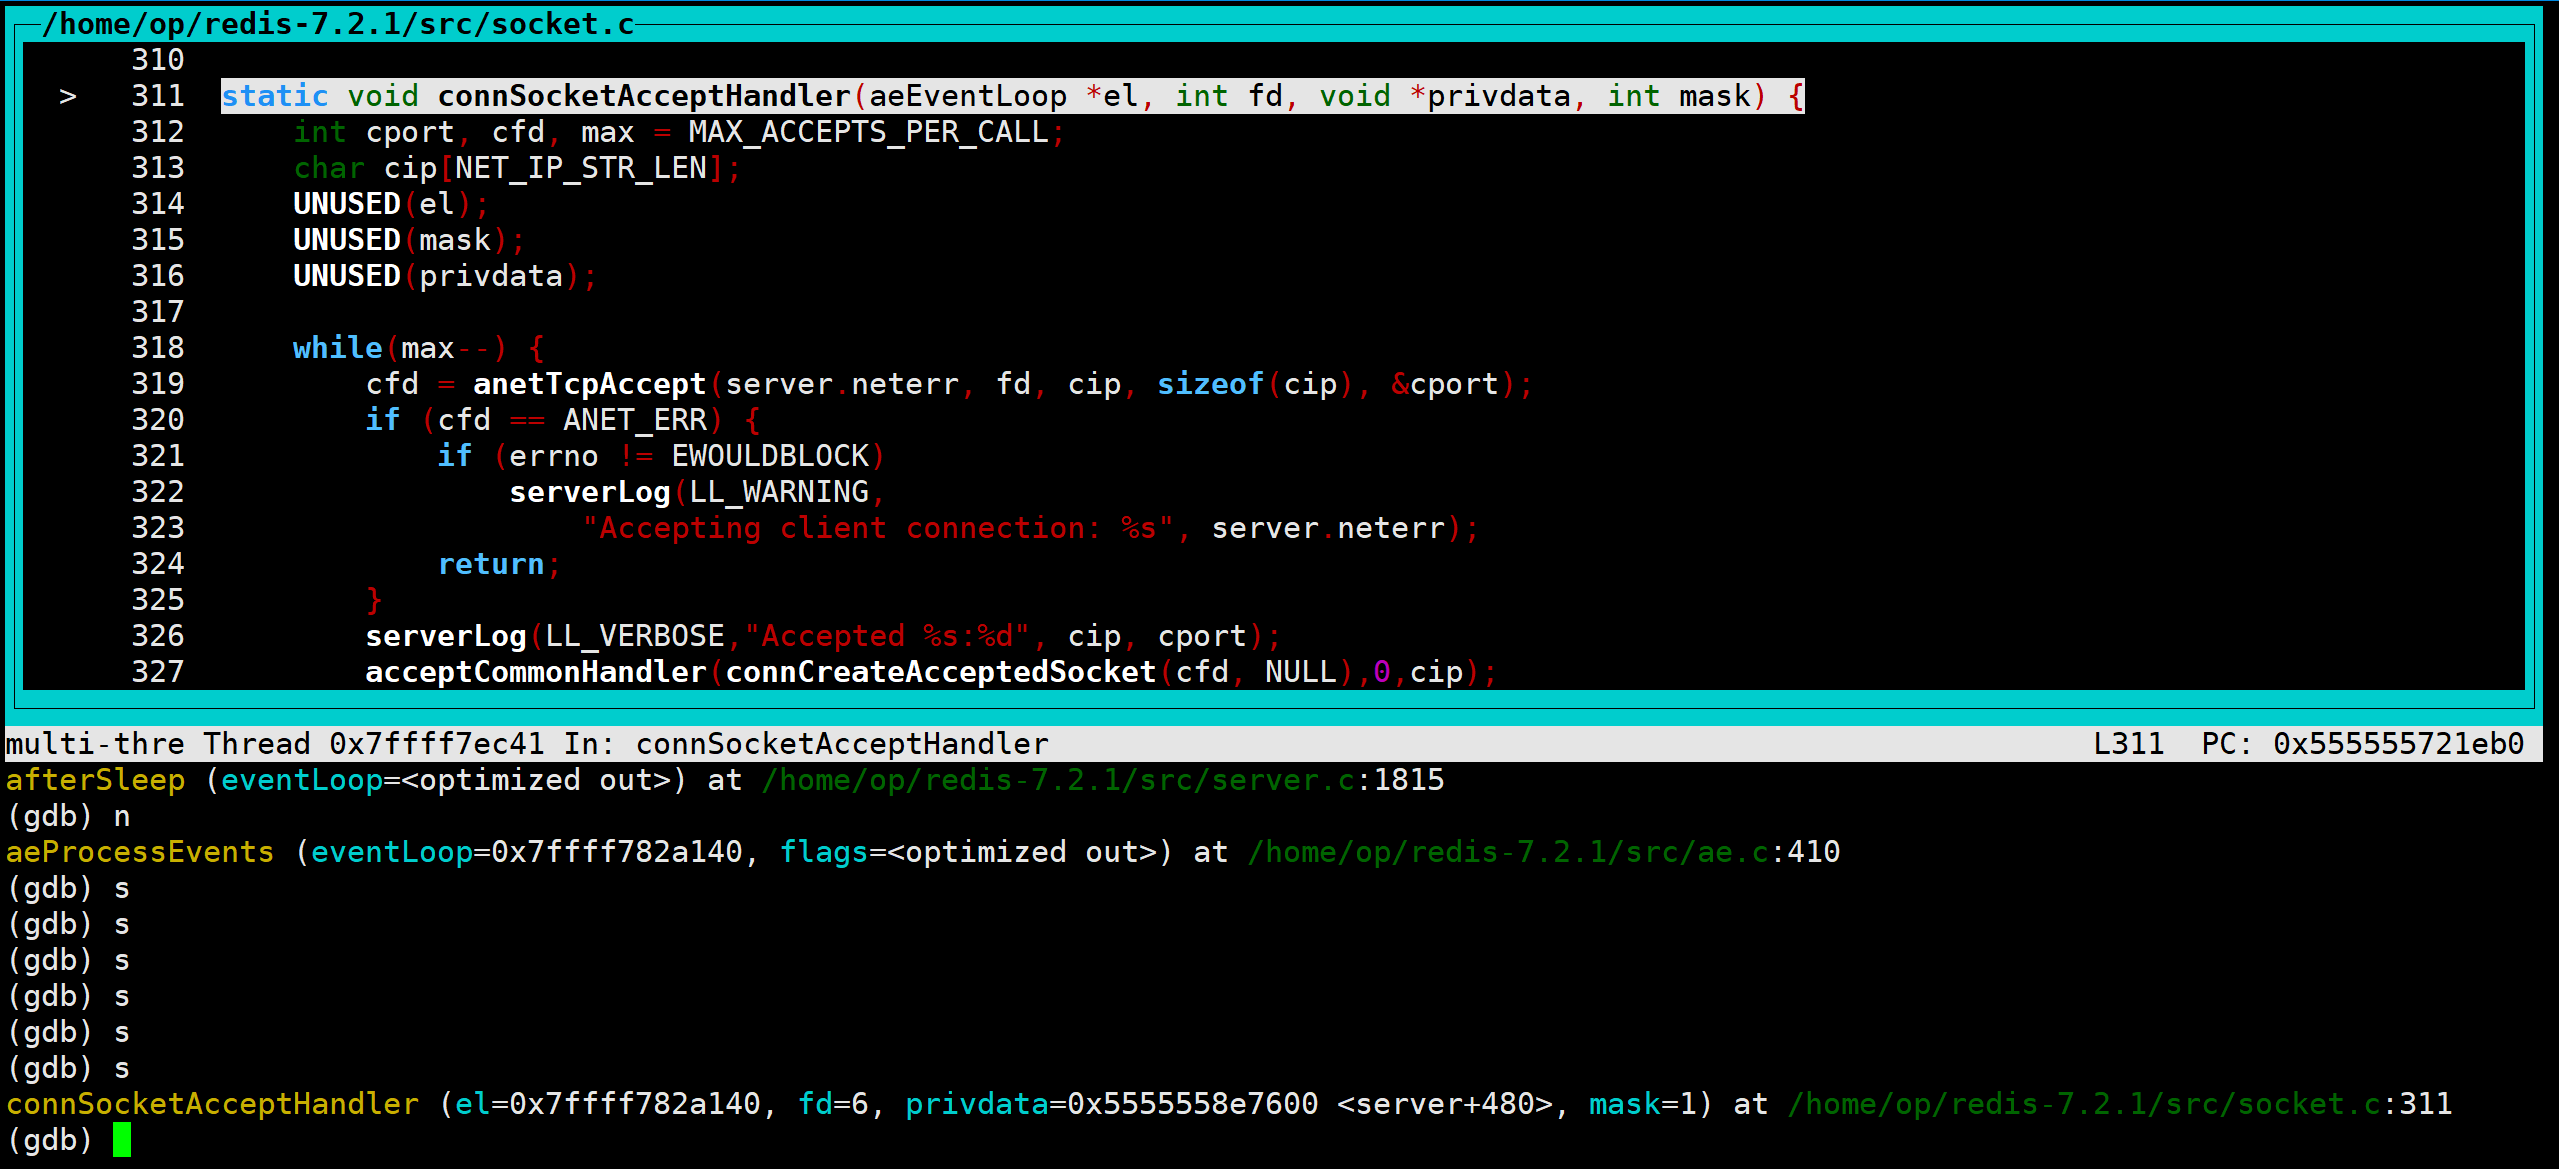 /home/op/redis-7.2.1/src/socket.c
310
> 311 static void connSocketAcceptHandler(aeEventLoop *el, int fd, void *privdata, int mask) {
312     int cport, cfd, max = MAX_ACCEPTS_PER_CALL;
313     char cip[NET_IP_STR_LEN];
314     UNUSED(el);
315     UNUSED(mask);
316     UNUSED(privdata);
317
318     while(max--) {
319         cfd = anetTcpAccept(server.neterr, fd, cip, sizeof(cip), &cport);
320         if (cfd == ANET_ERR) {
321             if (errno != EWOULDBLOCK)
322                 serverLog(LL_WARNING,
323                     "Accepting client connection: %s", server.neterr);
324             return;
325         }
326         serverLog(LL_VERBOSE,"Accepted %s:%d", cip, cport);
327         acceptCommonHandler(connCreateAcceptedSocket(cfd, NULL),0,cip);
multi-thre Thread 0x7ffff7ec41 In: connSocketAcceptHandler L311 PC: 0x555555721eb0
afterSleep (eventLoop=<optimized out>) at /home/op/redis-7.2.1/src/server.c:1815
(gdb) n
aeProcessEvents (eventLoop=0x7ffff782a140, flags=<optimized out>) at /home/op/redis-7.2.1/src/ae.c:410
(gdb) s
(gdb) s
(gdb) s
(gdb) s
(gdb) s
(gdb) s
connSocketAcceptHandler (el=0x7ffff782a140, fd=6, privdata=0x5555558e7600 <server+480>, mask=1) at /home/op/redis-7.2.1/src/socket.c:311
(gdb)